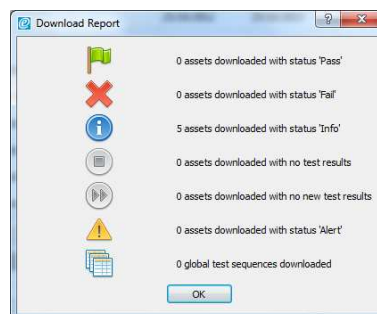 Download Report
0 assets downloaded with status 'Pass'
0 assets downloaded with status 'Fail'
5 assets downloaded with status 'Info'
0 assets downloaded with no test results
0 assets downloaded with no new test results
0 assets downloaded with status 'Alert'
0 global test sequences downloaded
OK